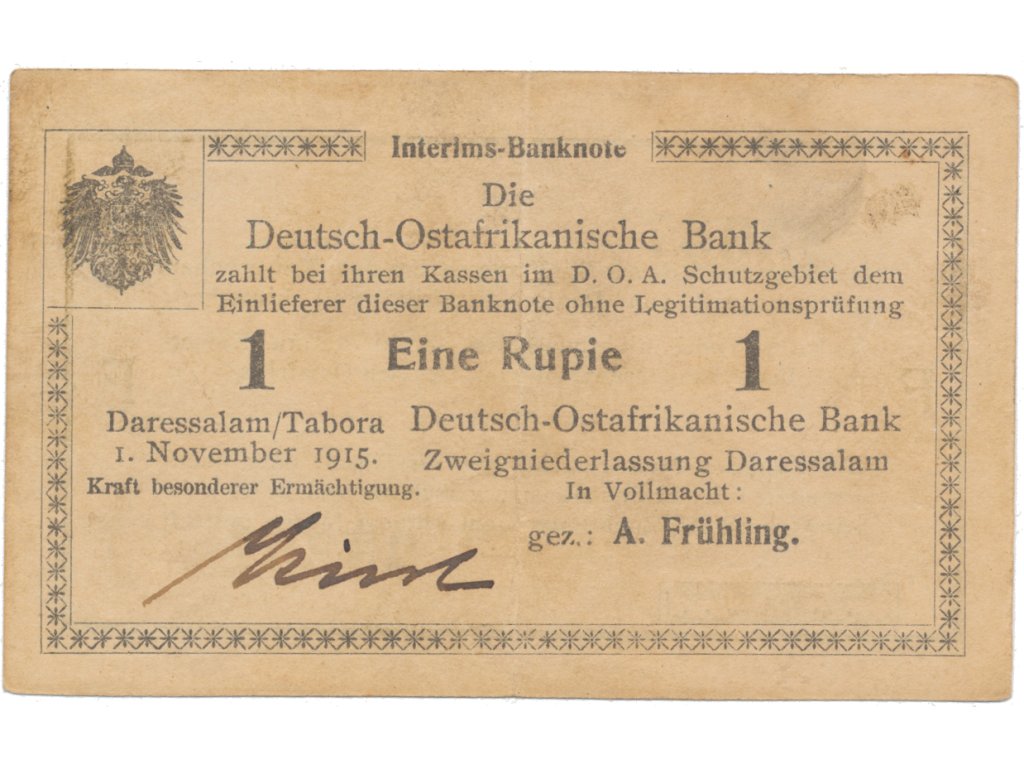 Interims-Banknote
Die
Deutsch-Ostafrikanische Bank
zahlt bei ihren Kassen im D. O. A. Schutzgebiet dem
Einlieferer dieser Banknote ohne Legitimationsprüfung
1 Eine Rupie 1
Daressalam/Tabora
1. November 1915.
Kraft besonderer Ermächtigung.
Deutsch-Ostafrikanische Bank
Zweigniederlassung Daressalam
In Vollmacht:
gez.: A. Frühling.